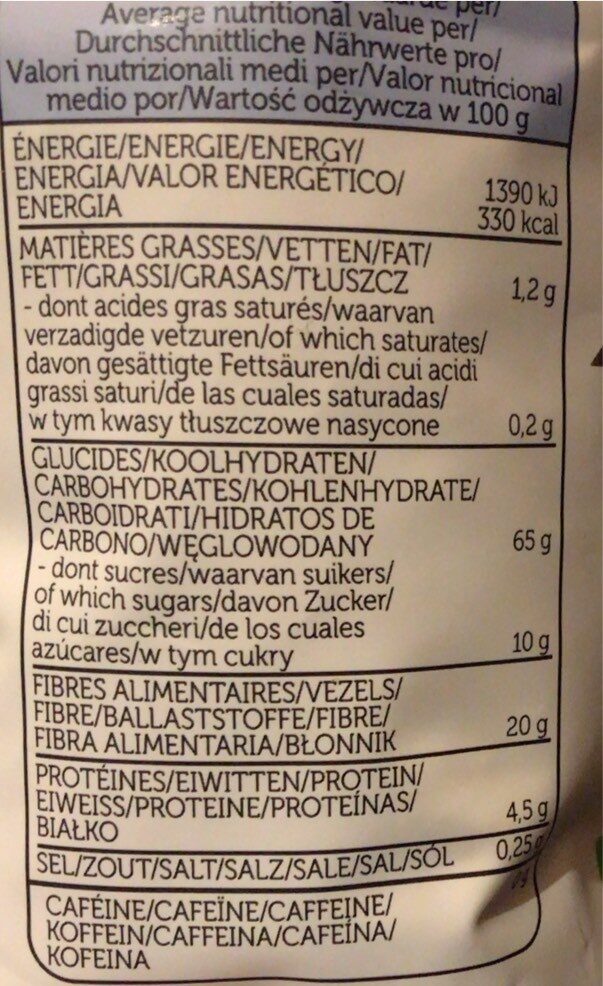 per/
Average nutritional value per/
Durchschnittliche Nährwerte pro/
Valori nutrizionali medi per/Valor nutricional
medio por/Wartość odżywcza w 100 g
ÉNERGIE/ENERGIE/ENERGY/
ENERGIA/VALOR ENERGÉTICO/ 1390 kJ
ENERGIA 330 kcal
MATIÈRES GRASSES/VETTEN/FAT/
FETT/GRASSI/GRASAS/TŁUSZCZ 1,2 g
- dont acides gras saturés/waarvan
verzadigde vetzuren/of which saturates/
davon gesättigte Fettsäuren/di cui acidi
grassi saturi/de las cuales saturadas/
w tym kwasy tłuszczowe nasycone 0,2 g
GLUCIDES/KOOLHYDRATEN/
CARBOHYDRATES/KOHLENHYDRATE/
CARBOIDRATI/HIDRATOS DE
CARBONO/WĘGLOWODANY 65 g
- dont sucres/waarvan suikers/
of which sugars/davon Zucker/
di cui zuccheri/de los cuales
azúcares/w tym cukry 10 g
FIBRES ALIMENTAIRES/VEZELS/
FIBRE/BALLASTSTOFFE/FIBRE/
FIBRA ALIMENTARIA/BŁONNIK 20 g
PROTÉINES/EIWITTEN/PROTEIN/
EIWEISS/PROTEINE/PROTEÍNAS/
BIAŁKO 4,5 g
SEL/ZOUT/SALT/SALZ/SALE/SAL/SÓL 0,25 g
CAFÉINE/CAFEÏNE/CAFFEINE/
KOFFEIN/CAFFEINA/CAFEÍNA/
KOFEINA